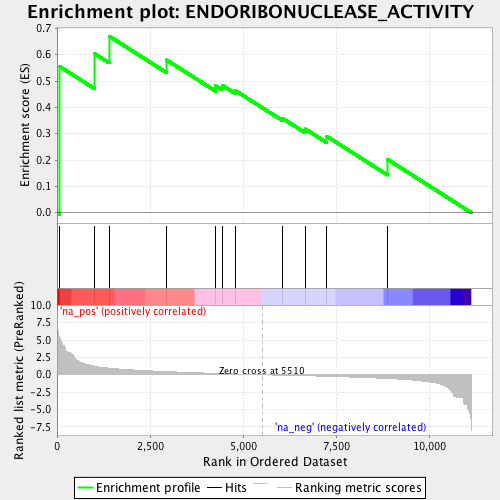 Enrichment plot: ENDORIBONUCLEASE_ACTIVITY
Enrichment score (ES)
0.7
0.6
0.5
0.4
0.3
0.2
0.1
0.0
'na_pos' (positively correlated)
Ranked list metric (PreRanked)
10.0
7.5
5.0
2.5
0.0
-2.5
-5.0
-7.5
Zero cross at 5510
'na_neg' (negatively correlated)
0
2,500
5,000
7,500
10,000
Rank in Ordered Dataset
Enrichment profile
Hits
Ranking metric scores